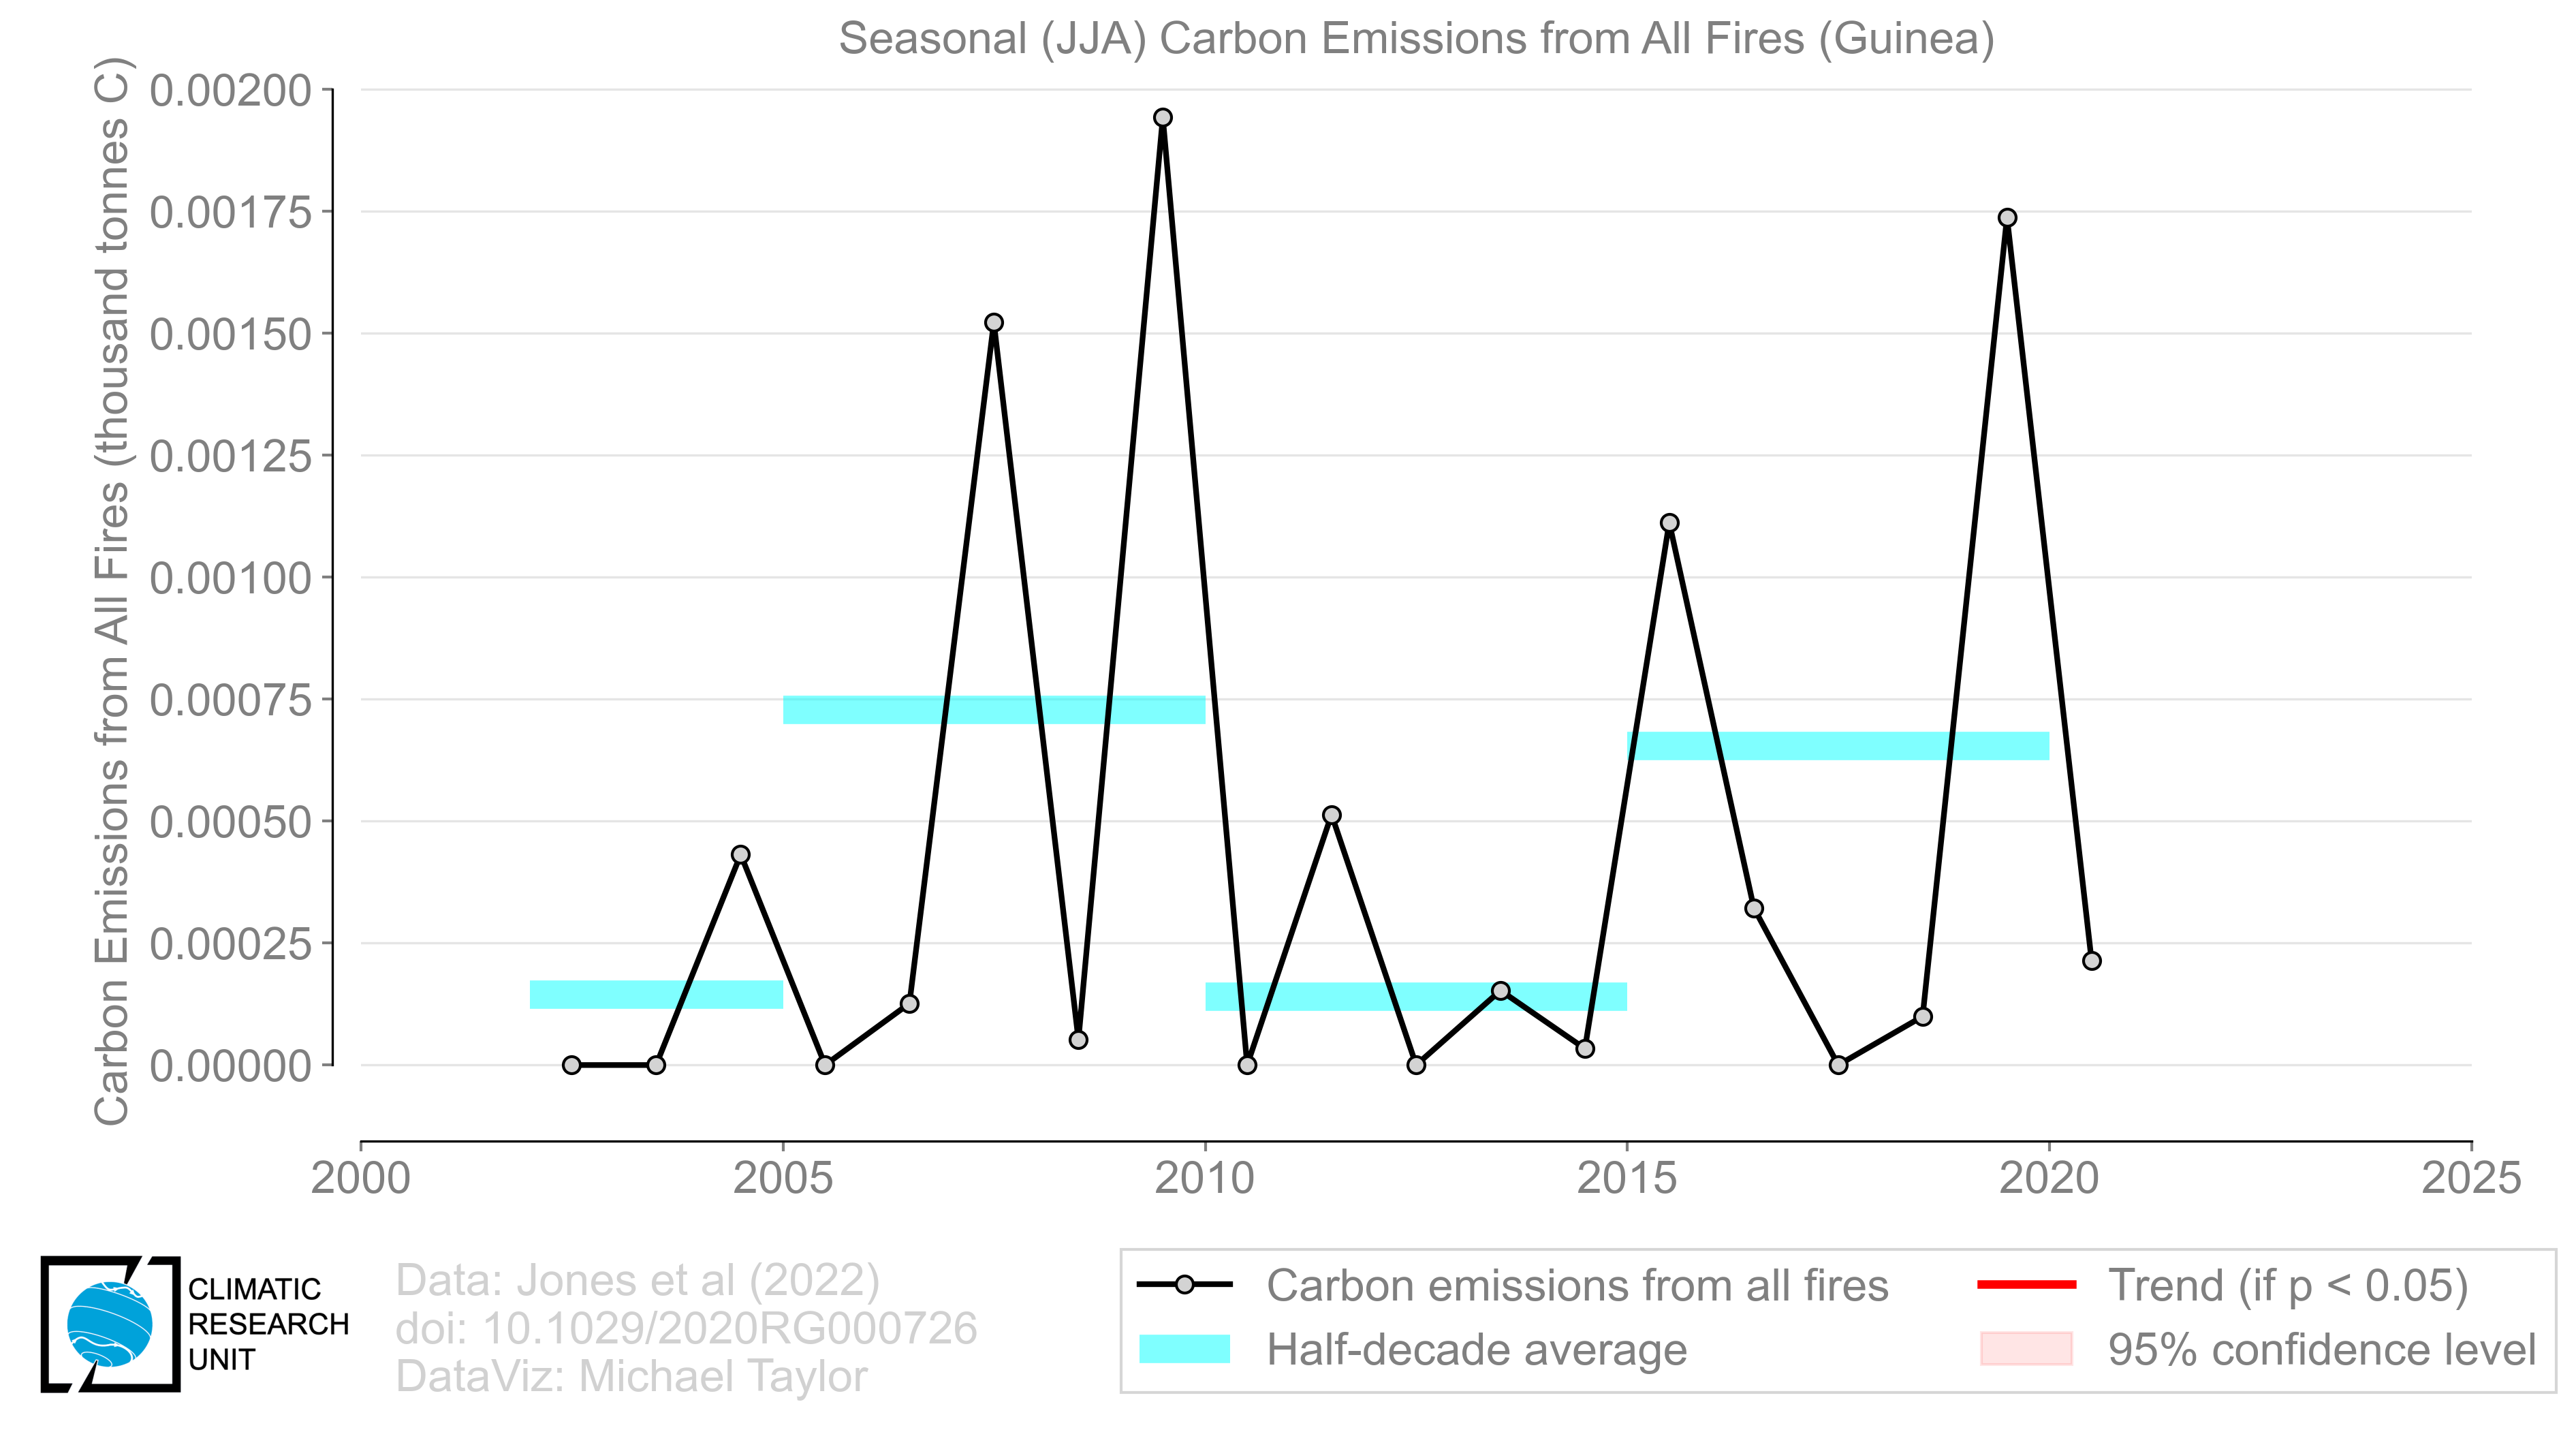 Seasonal (JJA) Carbon Emissions from All Fires (Guinea)
Carbon Emissions from All Fires (thousand tonnes C)
0.00200
0.00175
0.00150
0.00125
0.00100
0.00075
0.00050
0.00025
0.00000
2000 2005 2010 2015 2020 2025
CLIMATIC
RESEARCH
UNIT
Data: Jones et al (2022)
doi: 10.1029/2020RG000726
DataViz: Michael Taylor
Carbon emissions from all fires
Half-decade average
Trend (if p < 0.05)
95% confidence level